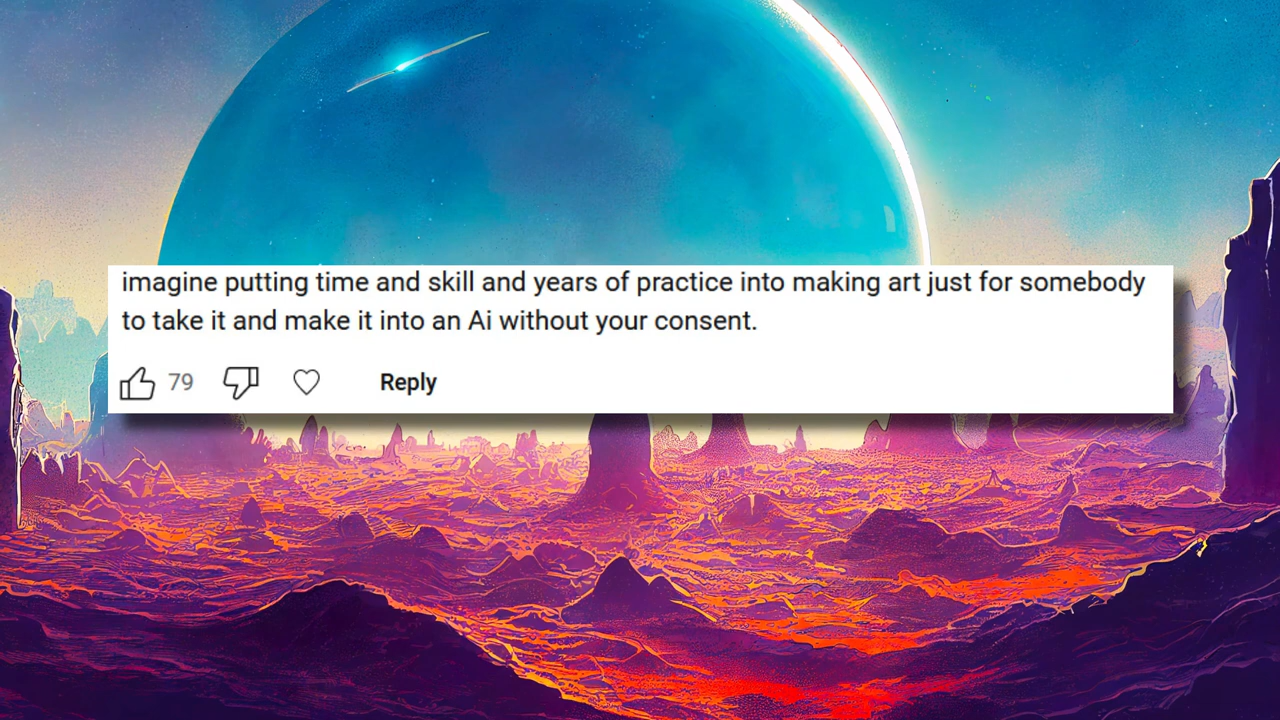 imagine putting time and skill and years of practice into making art just for somebody
to take it and make it into an Ai without your consent.
79 Reply